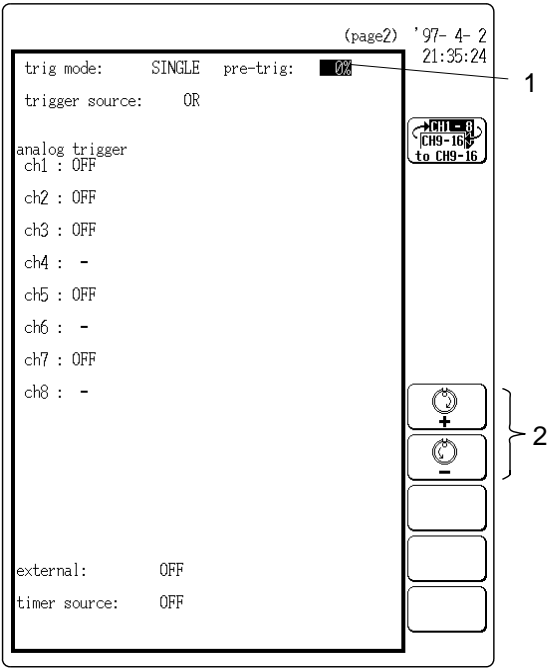 (page2) '97- 4- 2
21:35:24
trig mode: SINGLE pre-trig: 0%
1
trigger source: OR
CH1 - 8
CH9-16
to CH9-16
analog trigger
ch1 : OFF
ch2 : OFF
ch3 : OFF
ch4 : -
ch5 : OFF
ch6 : -
ch7 : OFF
ch8 : -
+
2
-
external: OFF
timer source: OFF